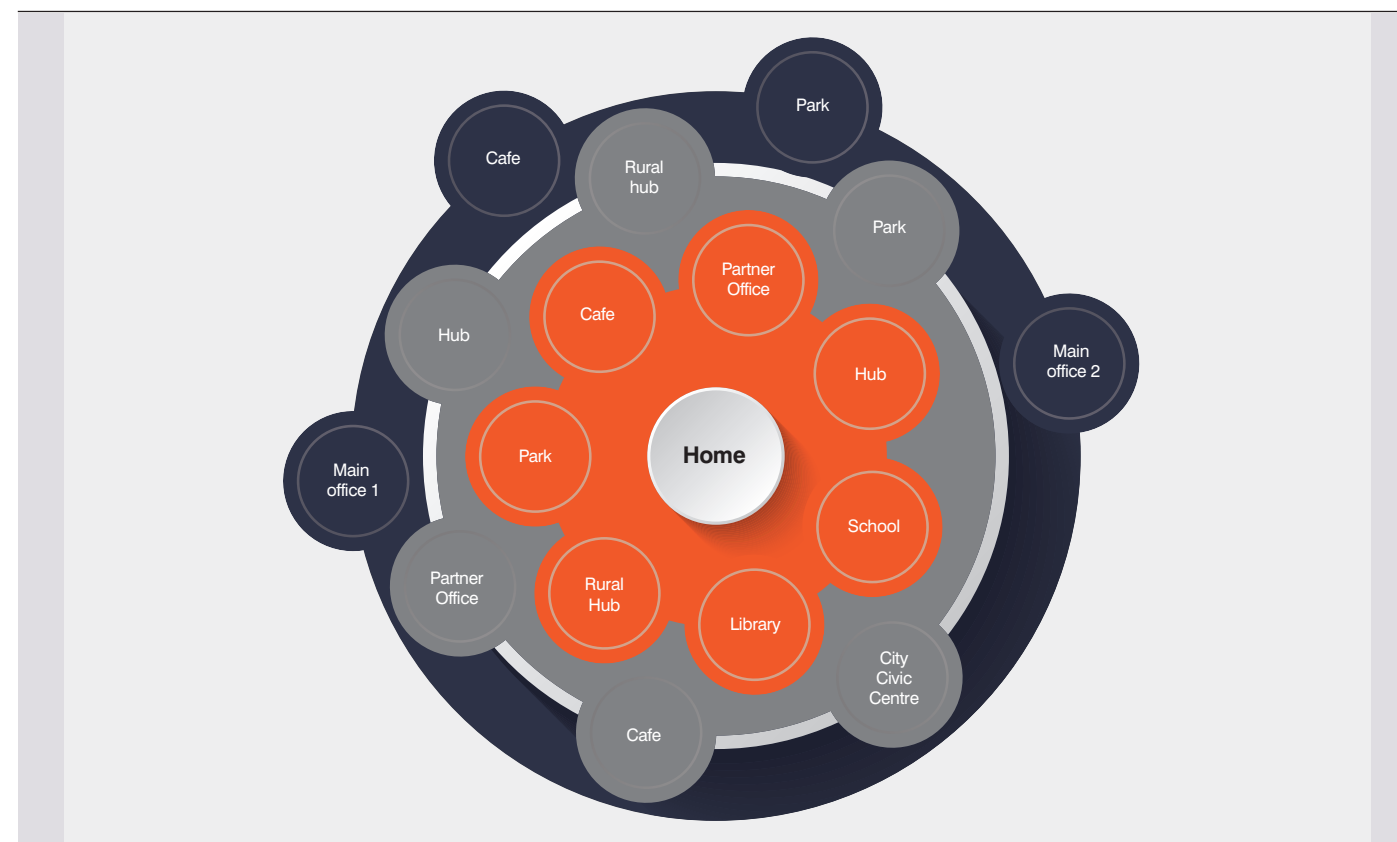 Park
Cafe
Rural
hub
Park
Partner
Office
Cafe
Hub
Main
office 2
Hub
Home
Park
Main
office 1
School
Partner
Office
Rural
Hub
Library
City
Civic
Centre
Cafe